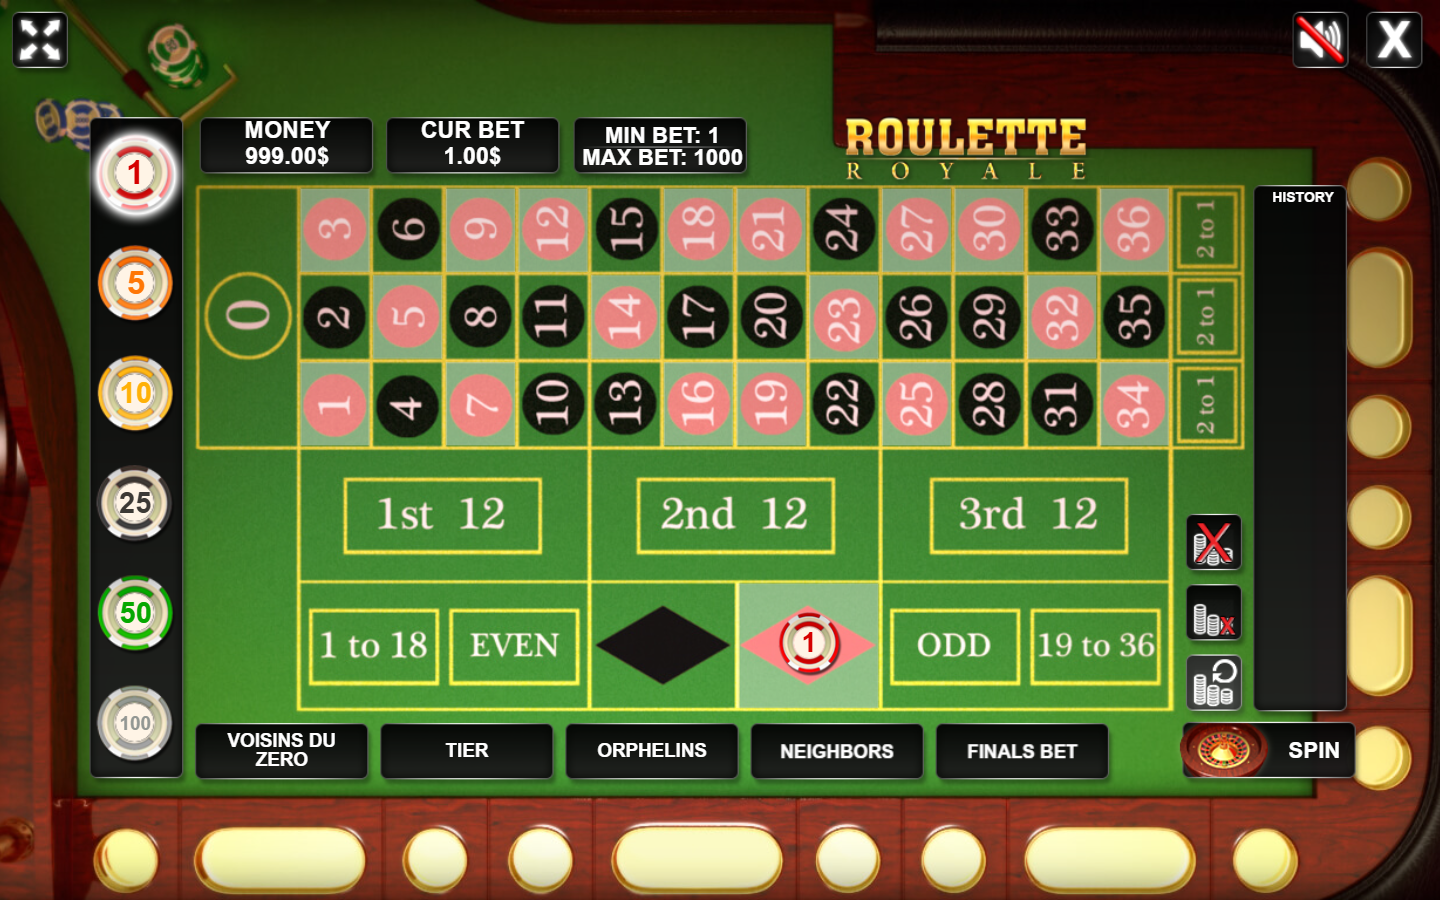 MONEY
999.00$
CUR BET
1.00$
MIN BET: 1
MAX BET: 1000
ROULETTE
ROYALE
HISTORY
1
5
10
25
50
100
0
3 6 9 12 15 18 21 24 27 30 33 36 2 to 1
2 5 8 11 14 17 20 23 26 29 32 35 2 to 1
1 4 7 10 13 16 19 22 25 28 31 34 2 to 1
1st 12
2nd 12
3rd 12
1 to 18
EVEN
1
ODD
19 to 36
VOISINS DU
ZERO
TIER
ORPHELINS
NEIGHBORS
FINALS BET
SPIN
X